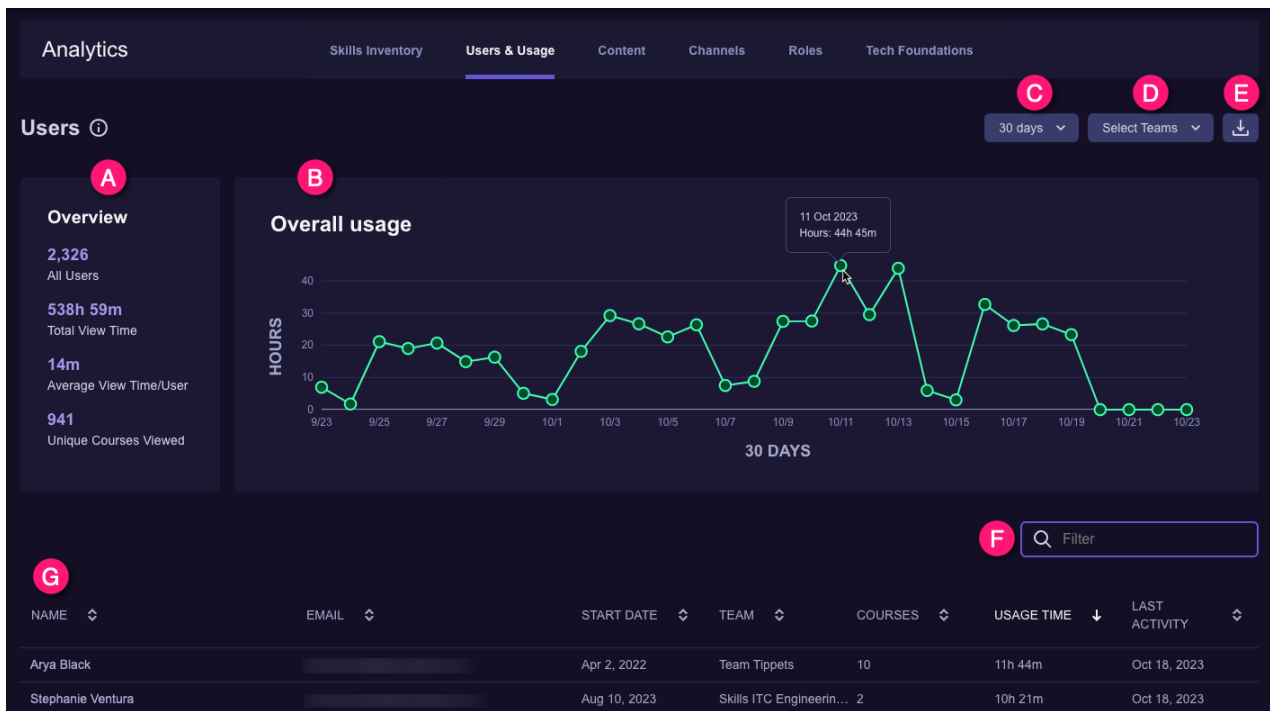 Analytics
Skills Inventory Users & Usage Content Channels Roles Tech Foundations
C D E
Users
30 days Select Teams
A B
Overview
2,326
All Users
538h 59m
Total View Time
14m
Average View Time/User
941
Unique Courses Viewed
Overall usage
11 Oct 2023
Hours: 44h 45m
HOURS
40
30
20
10
0
9/23 9/25 9/27 9/29 10/1 10/3 10/5 10/7 10/9 10/11 10/13 10/15 10/17 10/19 10/21 10/23
30 DAYS
F Filter
G
NAME EMAIL START DATE TEAM COURSES USAGE TIME LAST ACTIVITY
Arya Black Apr 2, 2022 Team Tippets 10 11h 44m Oct 18, 2023
Stephanie Ventura Aug 10, 2023 Skills ITC Engineerin... 2 10h 21m Oct 18, 2023